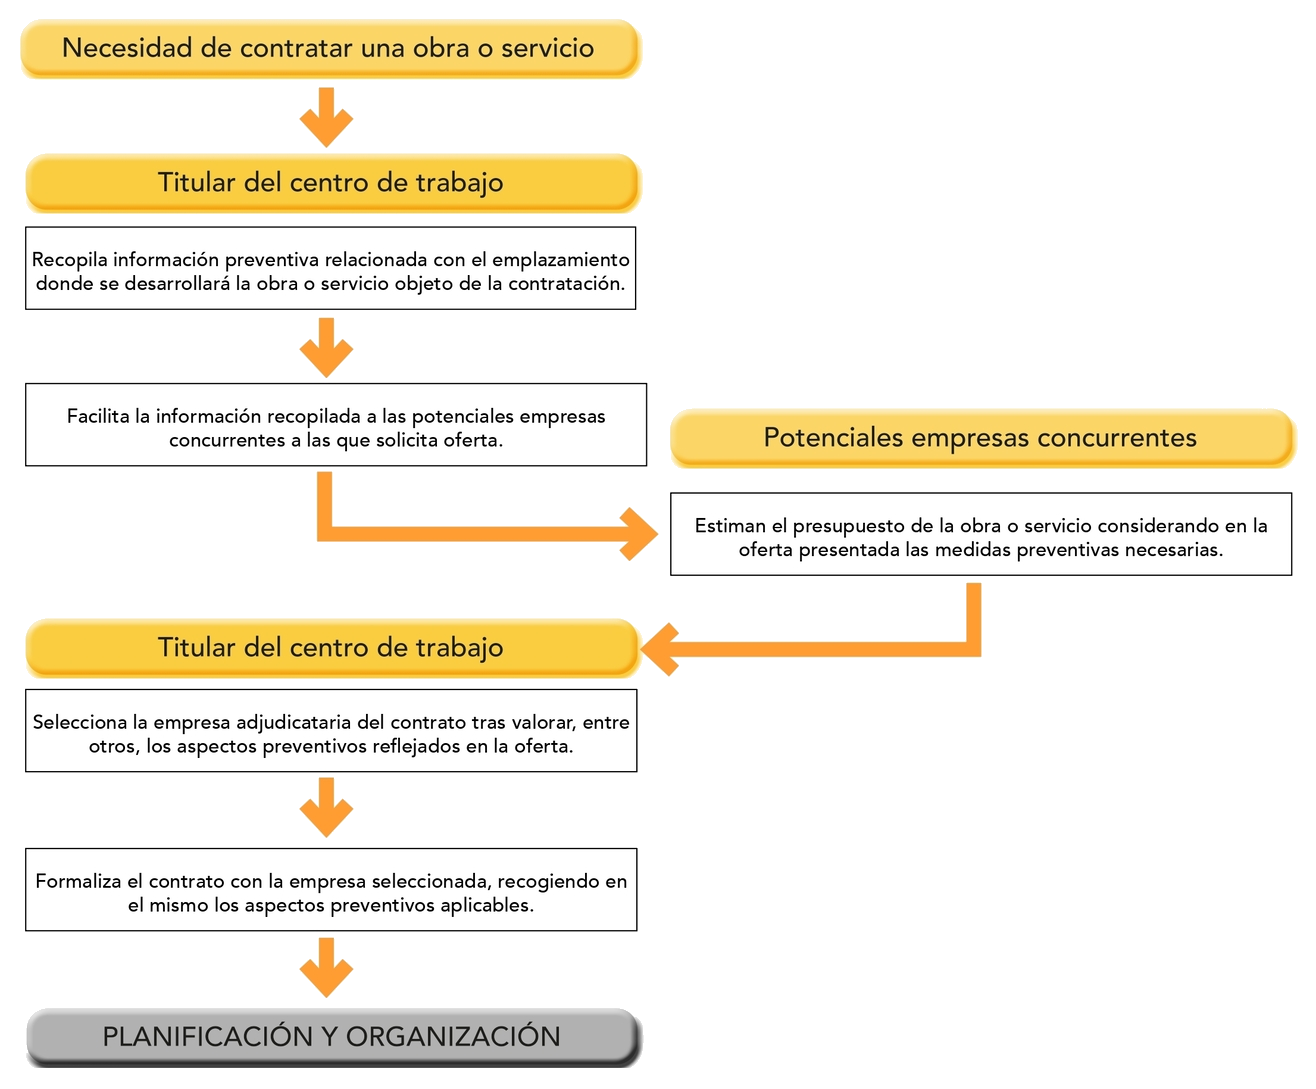 Necesidad de contratar una obra o servicio
Titular del centro de trabajo
Recopila información preventiva relacionada con el emplazamiento
donde se desarrollará la obra o servicio objeto de la contratación.
Facilita la información recopilada a las potenciales empresas
concurrentes a las que solicita oferta.
Potenciales empresas concurrentes
Estiman el presupuesto de la obra o servicio considerando en la
oferta presentada las medidas preventivas necesarias.
Titular del centro de trabajo
Selecciona la empresa adjudicataria del contrato tras valorar, entre
otros, los aspectos preventivos reflejados en la oferta.
Formaliza el contrato con la empresa seleccionada, recogiendo en
el mismo los aspectos preventivos aplicables.
PLANIFICACIÓN Y ORGANIZACIÓN